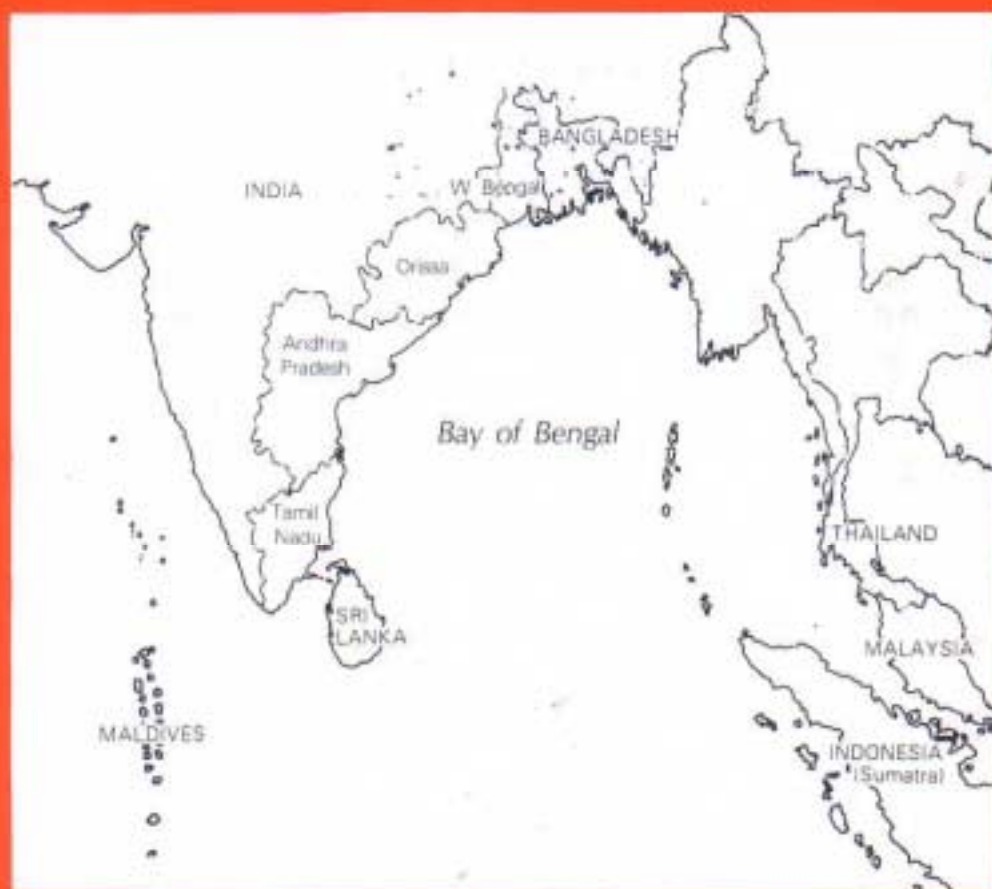 BANGLADESH
INDIA
W Bengal
Orissa
Andhra
Pradesh
Bay of Bengal
Tamil
Nadu
THAILAND
SRI
LANKA
MALAYSIA
MALDIVES
INDONESIA
(Sumatra)